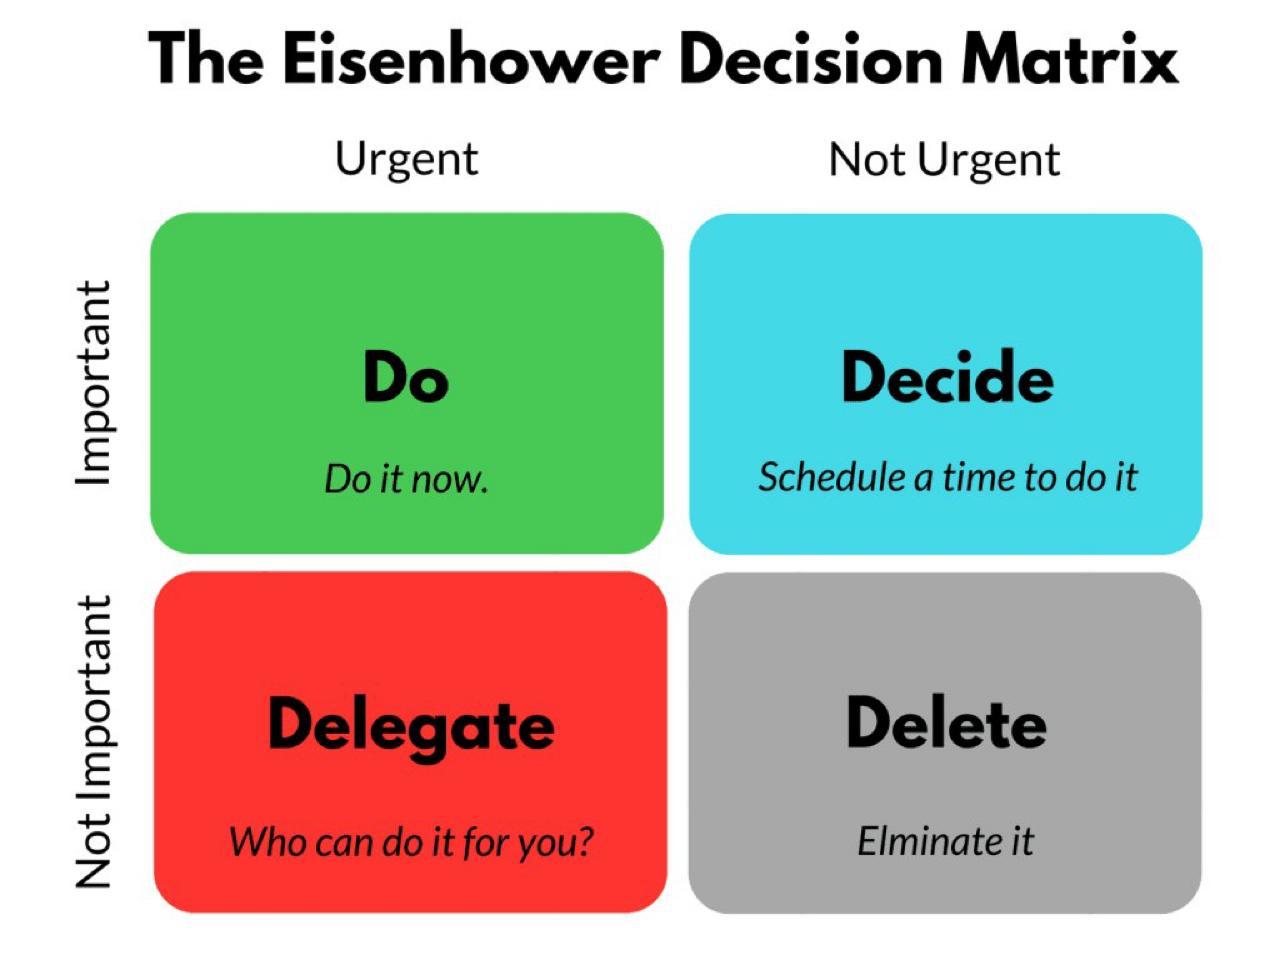 The Eisenhower Decision Matrix
Urgent
Not Urgent
Important
Do
Do it now.
Decide
Schedule a time to do it
Not Important
Delegate
Who can do it for you?
Delete
Elminate it